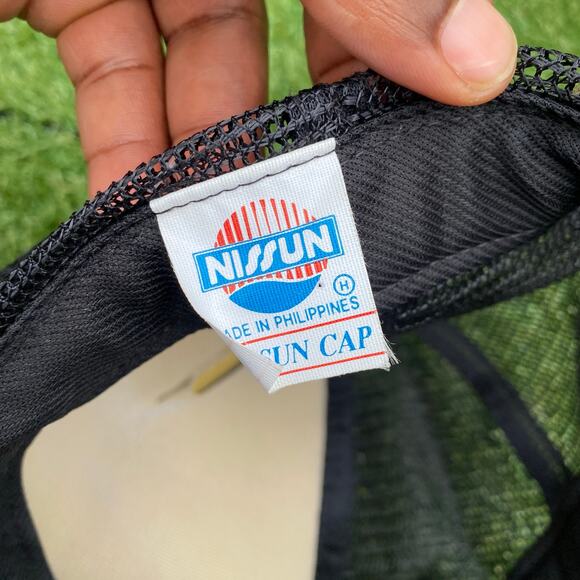 NISSUN
H
ADE IN PHILIPPINES
SUN CAP